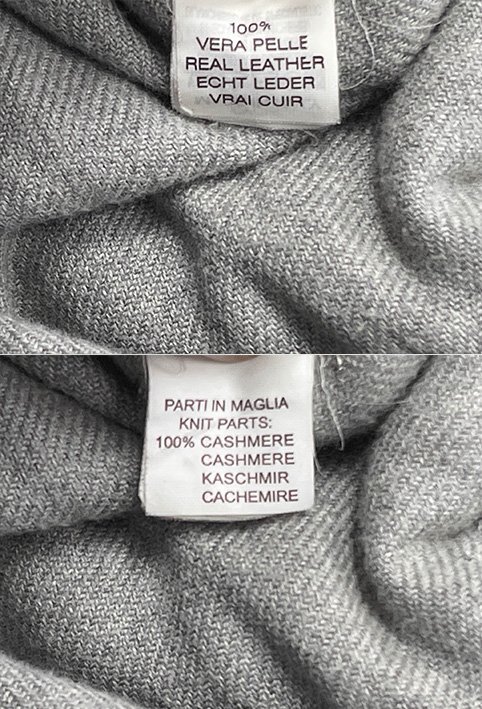 100%
VERA PELLE
REAL LEATHER
ECHT LEDER
VRAI CUIR
PARTI IN MAGLIA
KNIT PARTS:
100% CASHMERE
CASHMERE
KASCHMIR
CACHEMIRE